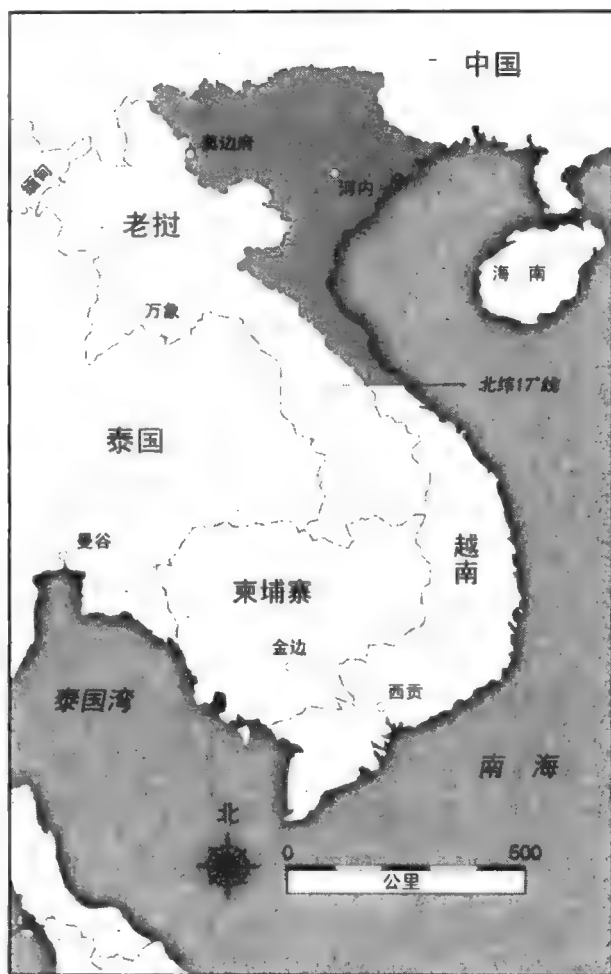 中国
奠边府
河内
缅甸
老挝
海 南
万象
北纬17°线
泰国
曼谷
越南
柬埔寨
金边
西贡
泰国湾
南 海
北
0 500
公里